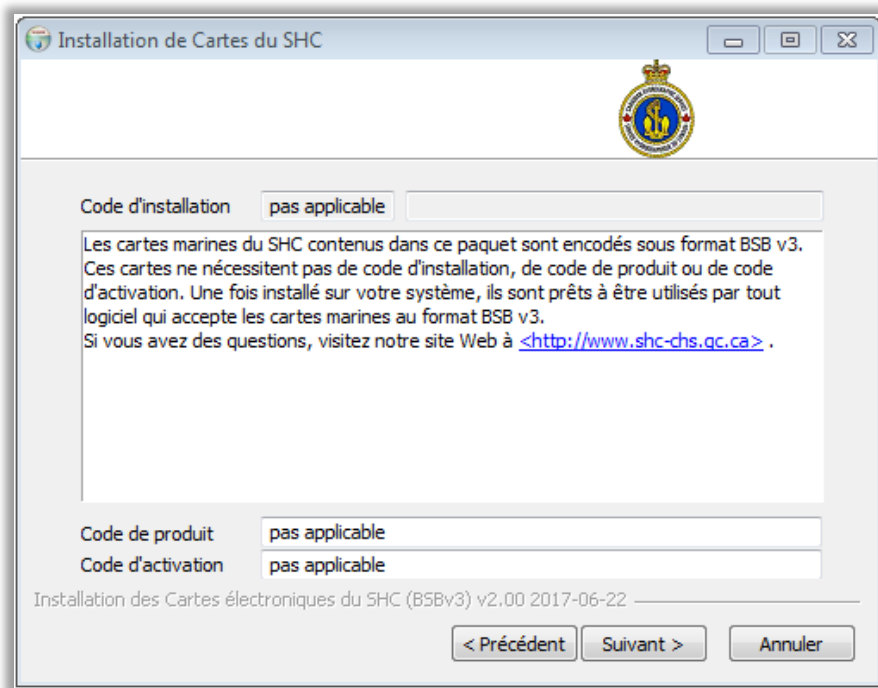 Installation de Cartes du SHC
Code d'installation pas applicable
Les cartes marines du SHC contenus dans ce paquet sont encodés sous format BSB v3.
Ces cartes ne nécessitent pas de code d'installation, de code de produit ou de code
d'activation. Une fois installé sur votre système, ils sont prêts à être utilisés par tout
logiciel qui accepte les cartes marines au format BSB v3.
Si vous avez des questions, visitez notre site Web à <http://www.shc-chs.gc.ca> .
Code de produit pas applicable
Code d'activation pas applicable
Installation des Cartes électroniques du SHC (BSBv3) v2.00 2017-06-22
< Précédent Suivant > Annuler